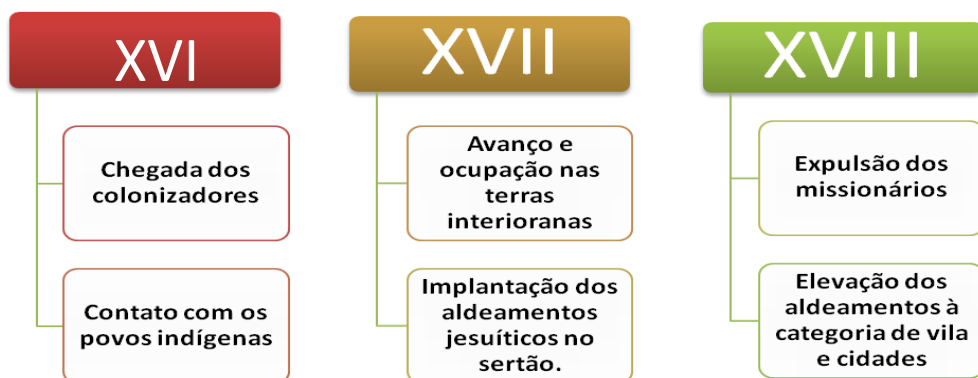 XVI
Chegada dos
colonizadores
Contato com os
povos indígenas
XVII
Avanço e
ocupação nas
terras
interioranas
Implantação dos
aldeamentos
jesuíticos no
sertão.
XVIII
Expulsão dos
missionários
Elevação dos
aldeamentos à
categoria de vila
e cidades